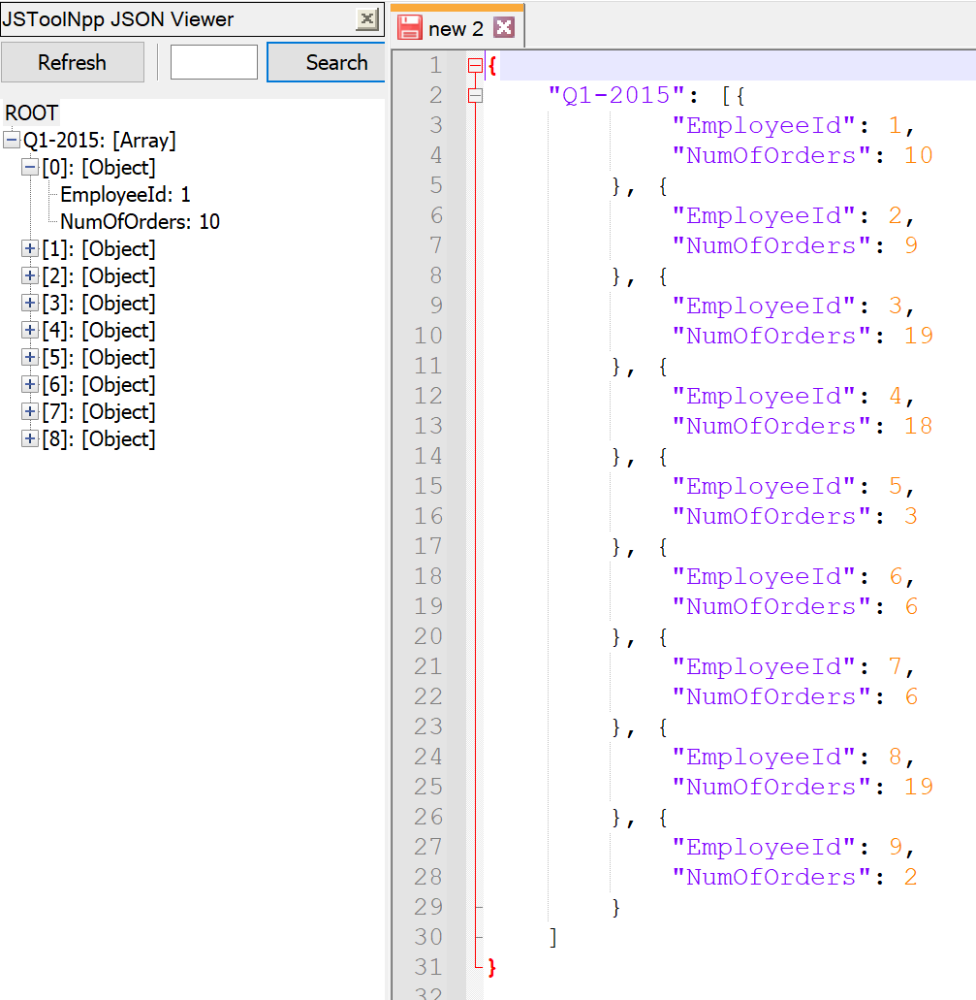 JSToolNpp JSON Viewer
Refresh
Search
ROOT
Q1-2015: [Array]
[0]: [Object]
EmployeeId: 1
NumOfOrders: 10
[1]: [Object]
[2]: [Object]
[3]: [Object]
[4]: [Object]
[5]: [Object]
[6]: [Object]
[7]: [Object]
[8]: [Object]
new 2
1 {
2 "Q1-2015": [{
3 "EmployeeId": 1,
4 "NumOfOrders": 10
5 }, {
6 "EmployeeId": 2,
7 "NumOfOrders": 9
8 }, {
9 "EmployeeId": 3,
10 "NumOfOrders": 19
11 }, {
12 "EmployeeId": 4,
13 "NumOfOrders": 18
14 }, {
15 "EmployeeId": 5,
16 "NumOfOrders": 3
17 }, {
18 "EmployeeId": 6,
19 "NumOfOrders": 6
20 }, {
21 "EmployeeId": 7,
22 "NumOfOrders": 6
23 }, {
24 "EmployeeId": 8,
25 "NumOfOrders": 19
26 }, {
27 "EmployeeId": 9,
28 "NumOfOrders": 2
29 }
30 ]
31 }
32